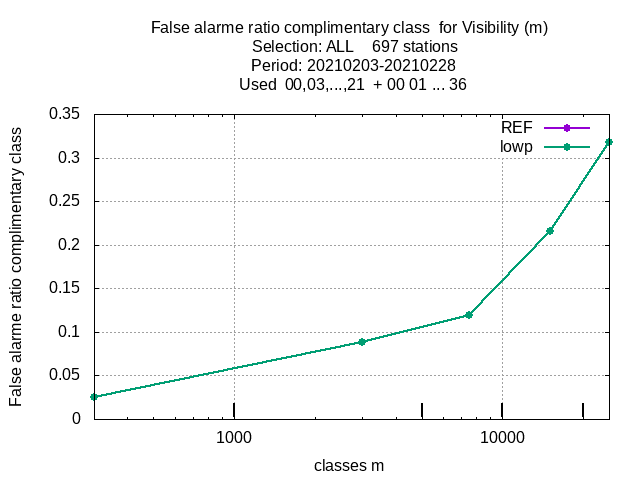 False alarme ratio complimentary class  for Visibility (m)
Selection: ALL    697 stations
Period: 20210203-20210228
Used  00,03,...,21  + 00 01 ... 36
False alarme ratio complimentary class
0.35
0.3
0.25
0.2
0.15
0.1
0.05
0
REF
lowp
1000
10000
classes m